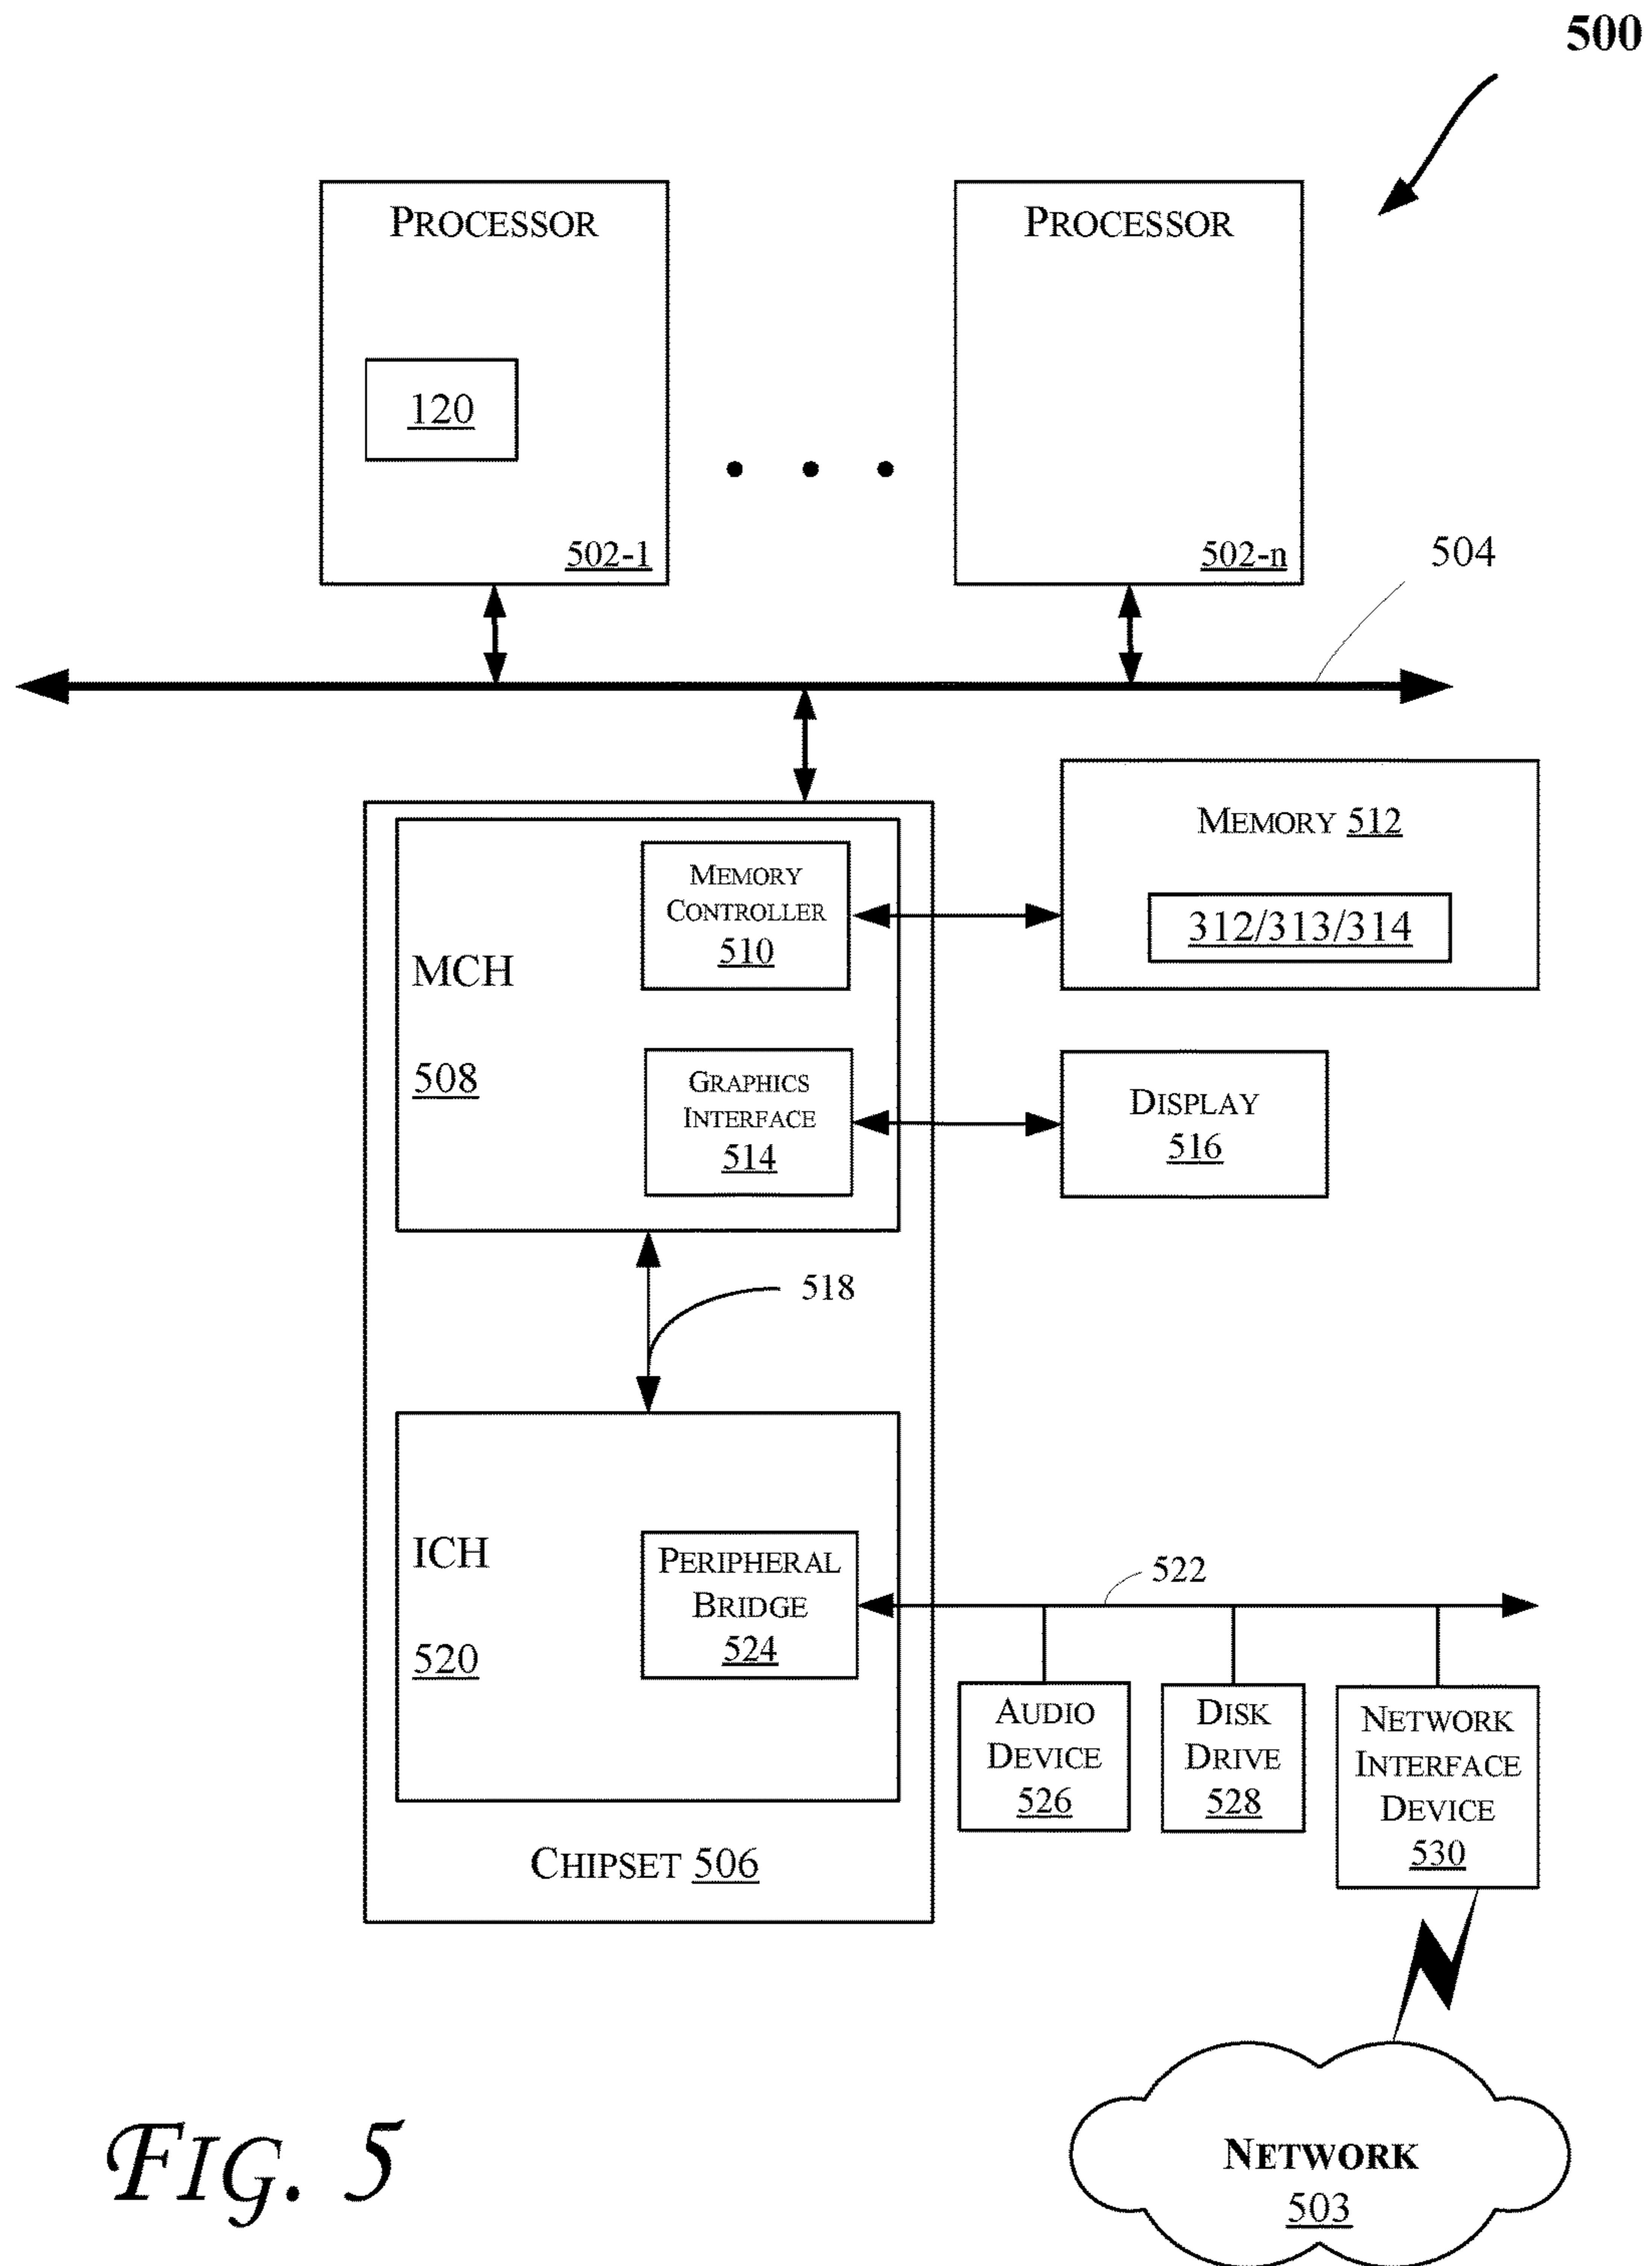 500
PROCESSOR
120
502-1
PROCESSOR
502-n
504
MEMORY
CONTROLLER
510
MEMORY 512
312/313/314
MCH
508
GRAPHICS
INTERFACE
514
DISPLAY
516
518
ICH
520
PERIPHERAL
BRIDGE
524
522
AUDIO
DEVICE
526
DISK
DRIVE
528
NETWORK
INTERFACE
DEVICE
530
CHIPSET 506
NETWORK
503
FIG. 5